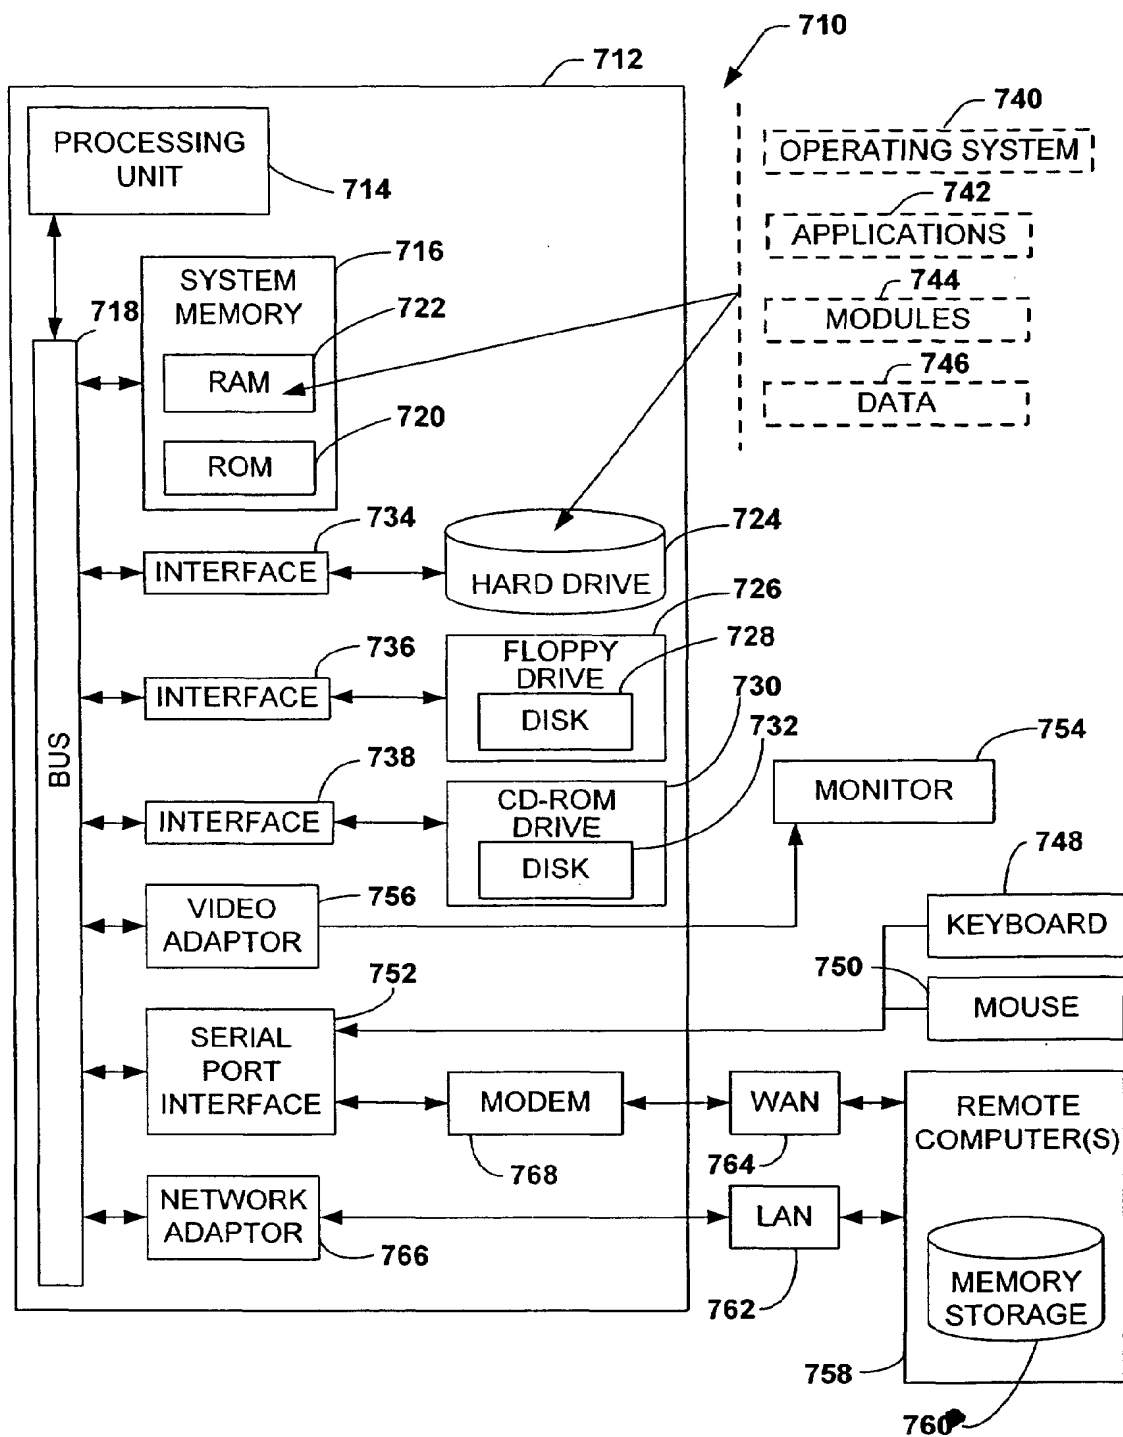 710
712
740
PROCESSING
UNIT
OPERATING SYSTEM
714
742
APPLICATIONS
716
SYSTEM
MEMORY
744
718
722
MODULES
746
RAM
DATA
720
ROM
734
724
INTERFACE
HARD DRIVE
726
736
728
FLOPPY
DRIVE
INTERFACE
730
DISK
732
754
BUS
738
MONITOR
CD-ROM
DRIVE
INTERFACE
DISK
748
756
VIDEO
ADAPTOR
KEYBOARD
750
752
MOUSE
SERIAL
PORT
INTERFACE
MODEM
WAN
REMOTE
COMPUTER(S)
768
764
NETWORK
ADAPTOR
LAN
766
MEMORY
STORAGE
762
758
760